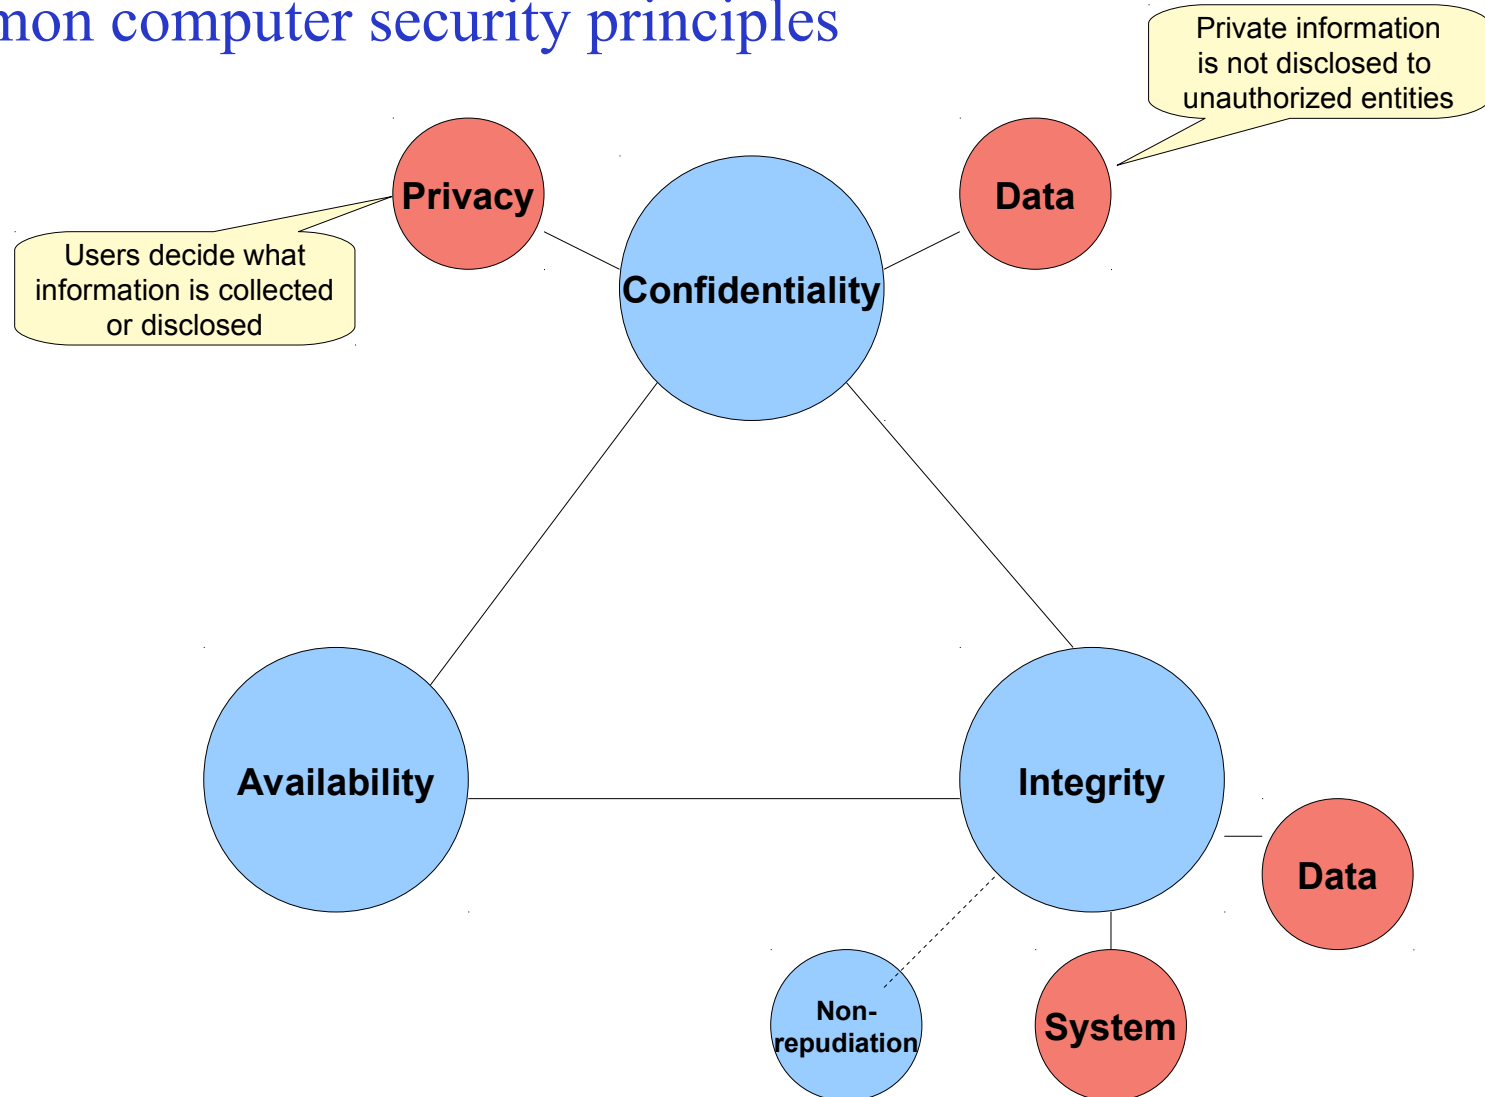 mon computer security principles
Private information
is not disclosed to
unauthorized entities
Privacy
Data
Users decide what
information is collected
or disclosed
Confidentiality
Availability
Integrity
Data
Non-
repudiation
System